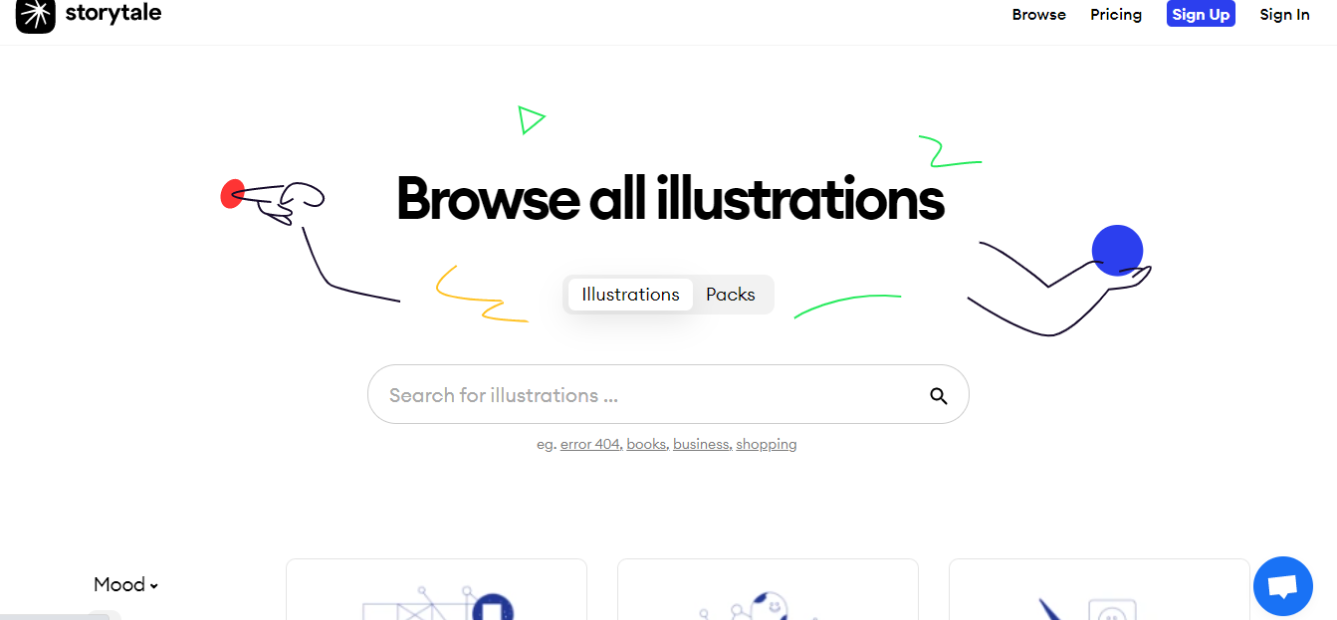 storytale
Browse Pricing Sign Up Sign In
Browse all illustrations
Illustrations Packs
Search for illustrations ...
eg. error 404, books, business, shopping
Mood